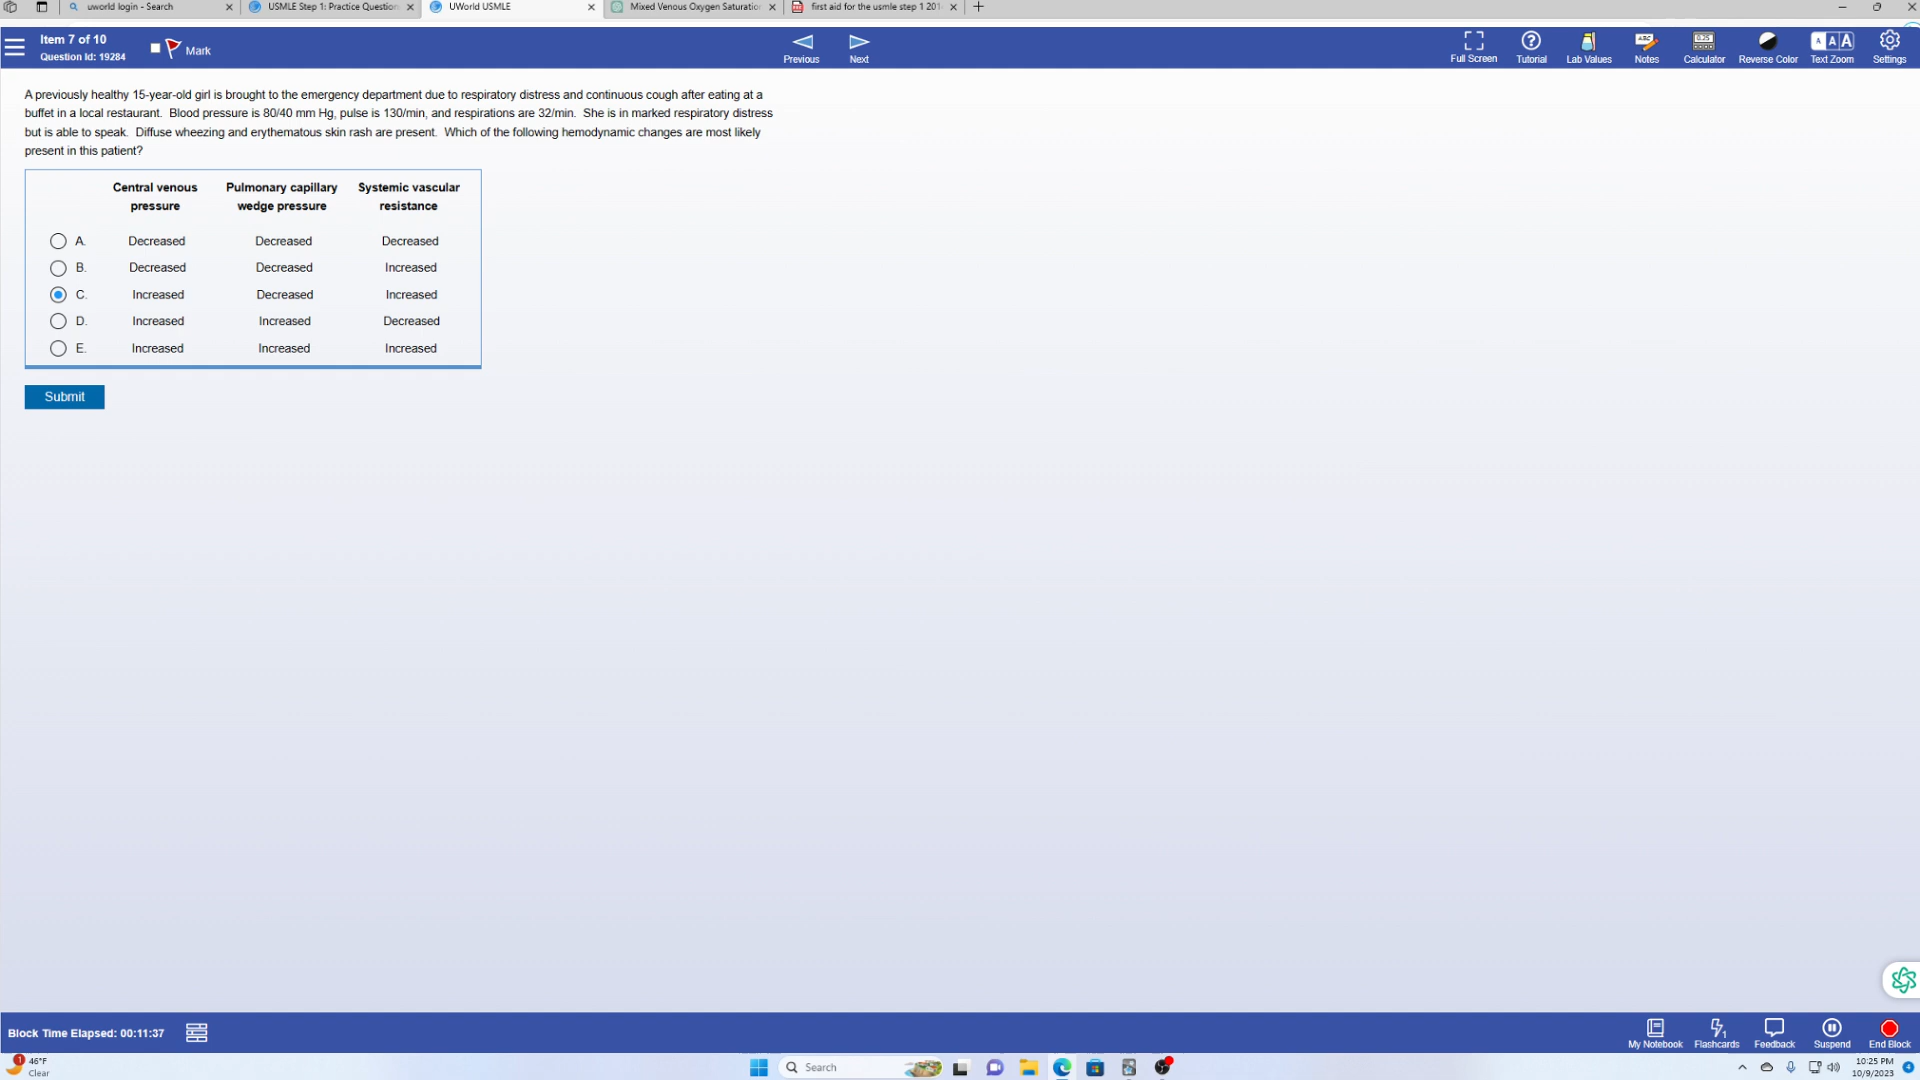 uworld login - Search
USMLE Step 1: Practice Question
UWorld USMLE
Mixed Venous Oxygen Saturatio
first aid for the usmle step 1 201
Item 7 of 10
Question Id: 19284
Mark
Previous
Next
Full Screen
Tutorial
Lab Values
ABC
Notes
0.25
Calculator
Reverse Color
A A A
Text Zoom
Settings
A previously healthy 15-year-old girl is brought to the emergency department due to respiratory distress and continuous cough after eating at a
buffet in a local restaurant. Blood pressure is 80/40 mm Hg, pulse is 130/min, and respirations are 32/min. She is in marked respiratory distress
but is able to speak. Diffuse wheezing and erythematous skin rash are present. Which of the following hemodynamic changes are most likely
present in this patient?
Central venous pressure
Pulmonary capillary wedge pressure
Systemic vascular resistance
A. Decreased Decreased Decreased
B. Decreased Decreased Increased
C. Increased Decreased Increased
D. Increased Increased Decreased
E. Increased Increased Increased
Submit
Block Time Elapsed: 00:11:37
My Notebook
1
Flashcards
Feedback
Suspend
End Block
1
46°F
Clear
Search
10:25 PM
10/9/2023
4